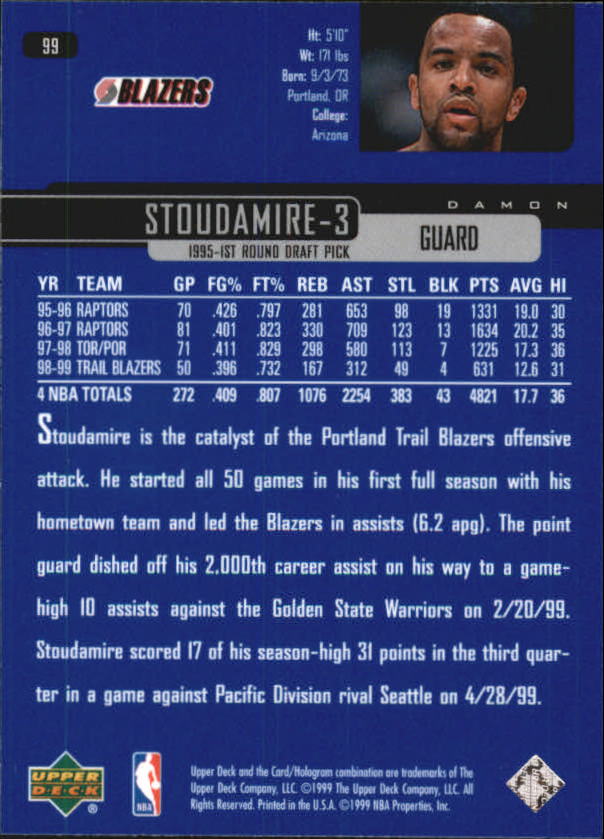 99
BLAZERS
Ht: 5'10"
Wt: 171 lbs
Born: 9/3/73
Portland, OR
College:
Arizona
DAMON
STOUDAMIRE-3
GUARD
1995-1ST ROUND DRAFT PICK
YR TEAM GP FG% FT% REB AST STL BLK PTS AVG HI
95-96 RAPTORS 70 .426 .797 281 653 98 19 1331 19.0 30
96-97 RAPTORS 81 .401 .823 330 709 123 13 1634 20.2 35
97-98 TOR/POR 71 .411 .829 298 580 113 7 1225 17.3 36
98-99 TRAIL BLAZERS 50 .396 .732 167 312 49 4 631 12.6 31
4 NBA TOTALS 272 .409 .807 1076 2254 383 43 4821 17.7 36
Stoudamire is the catalyst of the Portland Trail Blazers offensive
attack. He started all 50 games in his first full season with his
hometown team and led the Blazers in assists (6.2 apg). The point
guard dished off his 2,000th career assist on his way to a game-
high 10 assists against the Golden State Warriors on 2/20/99.
Stoudamire scored 17 of his season-high 31 points in the third quar-
ter in a game against Pacific Division rival Seattle on 4/28/99.
UPPER
D.E.C.K
®
NBA
Upper Deck and the Card/Hologram combination are trademarks of The
Upper Deck Company, LLC. ©1999 The Upper Deck Company, LLC. All
Rights Reserved. Printed in the U.S.A. ©1999 NBA Properties, Inc.